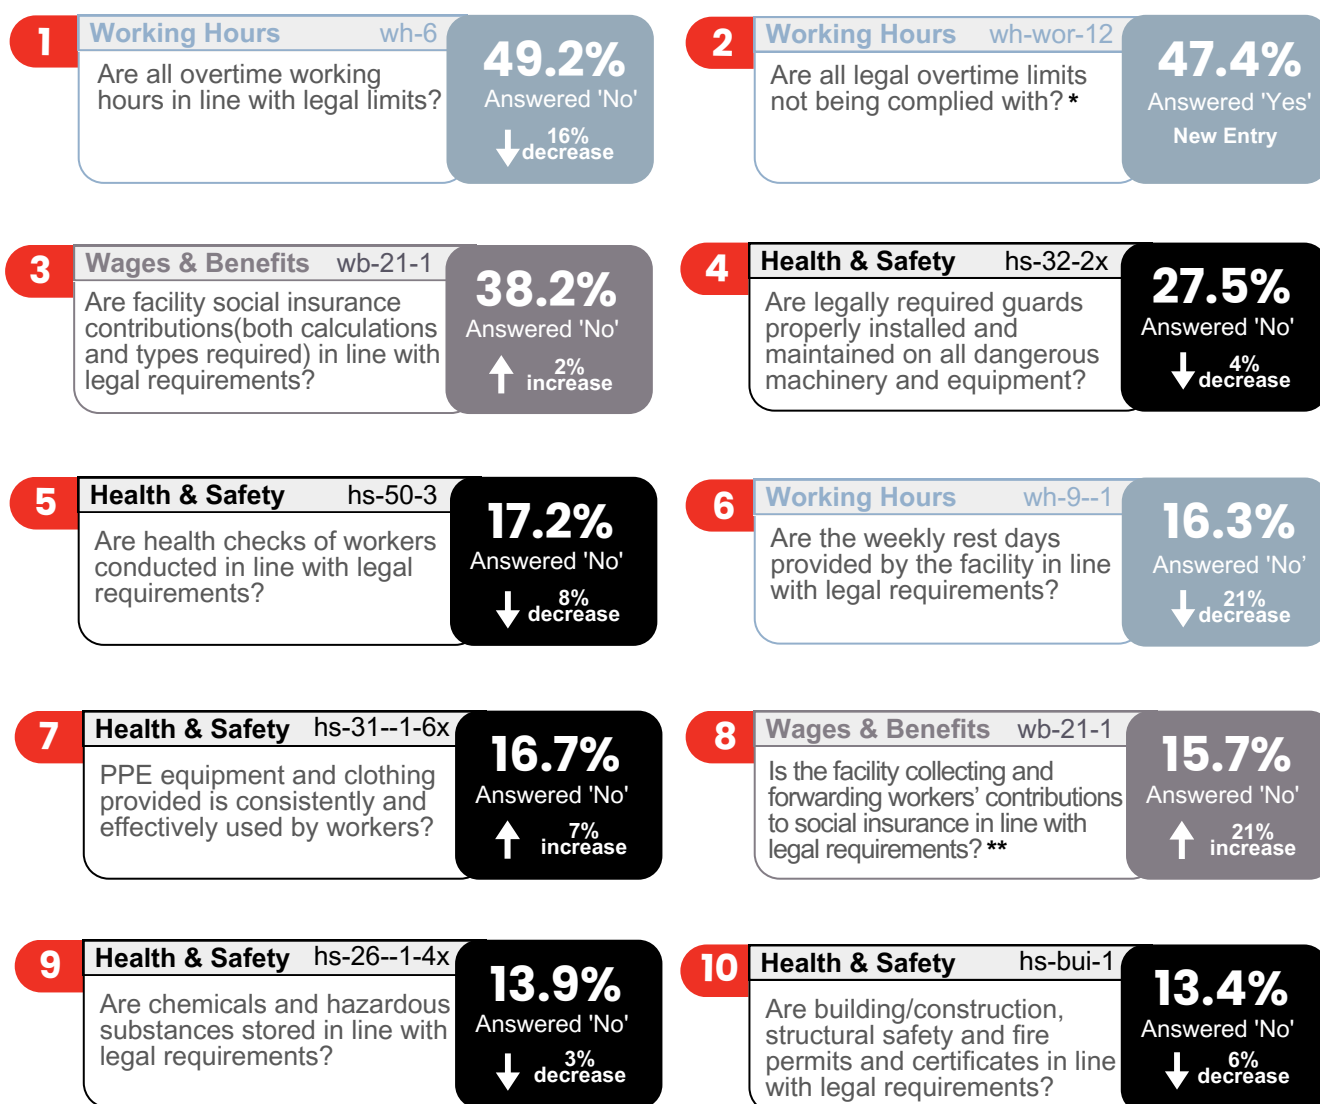 1
Working Hours wh-6
Are all overtime working
hours in line with legal limits?
49.2%
Answered 'No'
16%
decrease
2
Working Hours wh-wor-12
Are all legal overtime limits
not being complied with? *
47.4%
Answered 'Yes'
New Entry
3
Wages & Benefits wb-21-1
Are facility social insurance
contributions(both calculations
and types required) in line with
legal requirements?
38.2%
Answered 'No'
2%
increase
4
Health & Safety hs-32-2x
Are legally required guards
properly installed and
maintained on all dangerous
machinery and equipment?
27.5%
Answered 'No'
4%
decrease
5
Health & Safety hs-50-3
Are health checks of workers
conducted in line with legal
requirements?
17.2%
Answered 'No'
8%
decrease
6
Working Hours wh-9--1
Are the weekly rest days
provided by the facility in line
with legal requirements?
16.3%
Answered 'No’
21%
decrease
7
Health & Safety hs-31--1-6x
PPE equipment and clothing
provided is consistently and
effectively used by workers?
16.7%
Answered 'No'
7%
increase
8
Wages & Benefits wb-21-1
Is the facility collecting and
forwarding workers’ contributions
to social insurance in line with
legal requirements? **
15.7%
Answered 'No'
21%
increase
9
Health & Safety hs-26--1-4x
Are chemicals and hazardous
substances stored in line with
legal requirements?
13.9%
Answered 'No'
3%
decrease
10
Health & Safety hs-bui-1
Are building/construction,
structural safety and fire
permits and certificates in line
with legal requirements?
13.4%
Answered 'No'
6%
decrease